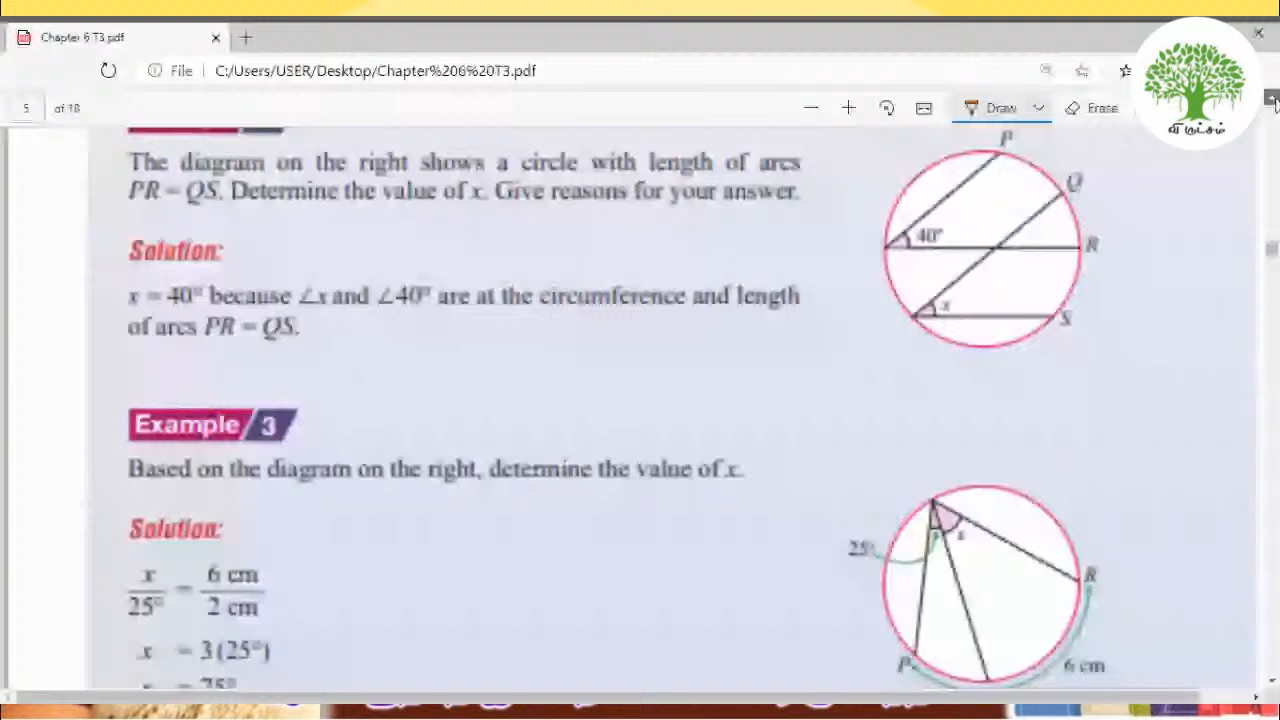 Chapter 6 T3.pdf
File
C:/Users/USER/Desktop/Chapter%206%20T3.pdf
5 of 18
Draw
Erase
விருட்சம்
The diagram on the right shows a circle with length of arcs
PR = QS. Determine the value of x. Give reasons for your answer.
Solution:
x = 40° because ∠x and ∠40° are at the circumference and length
of arcs PR = QS.
P
Q
40°
R
x
S
Example 3
Based on the diagram on the right, determine the value of x.
Solution:
x/25° = 6 cm/2 cm
x = 3(25°)
x = 75°
25°
x
R
P
6 cm